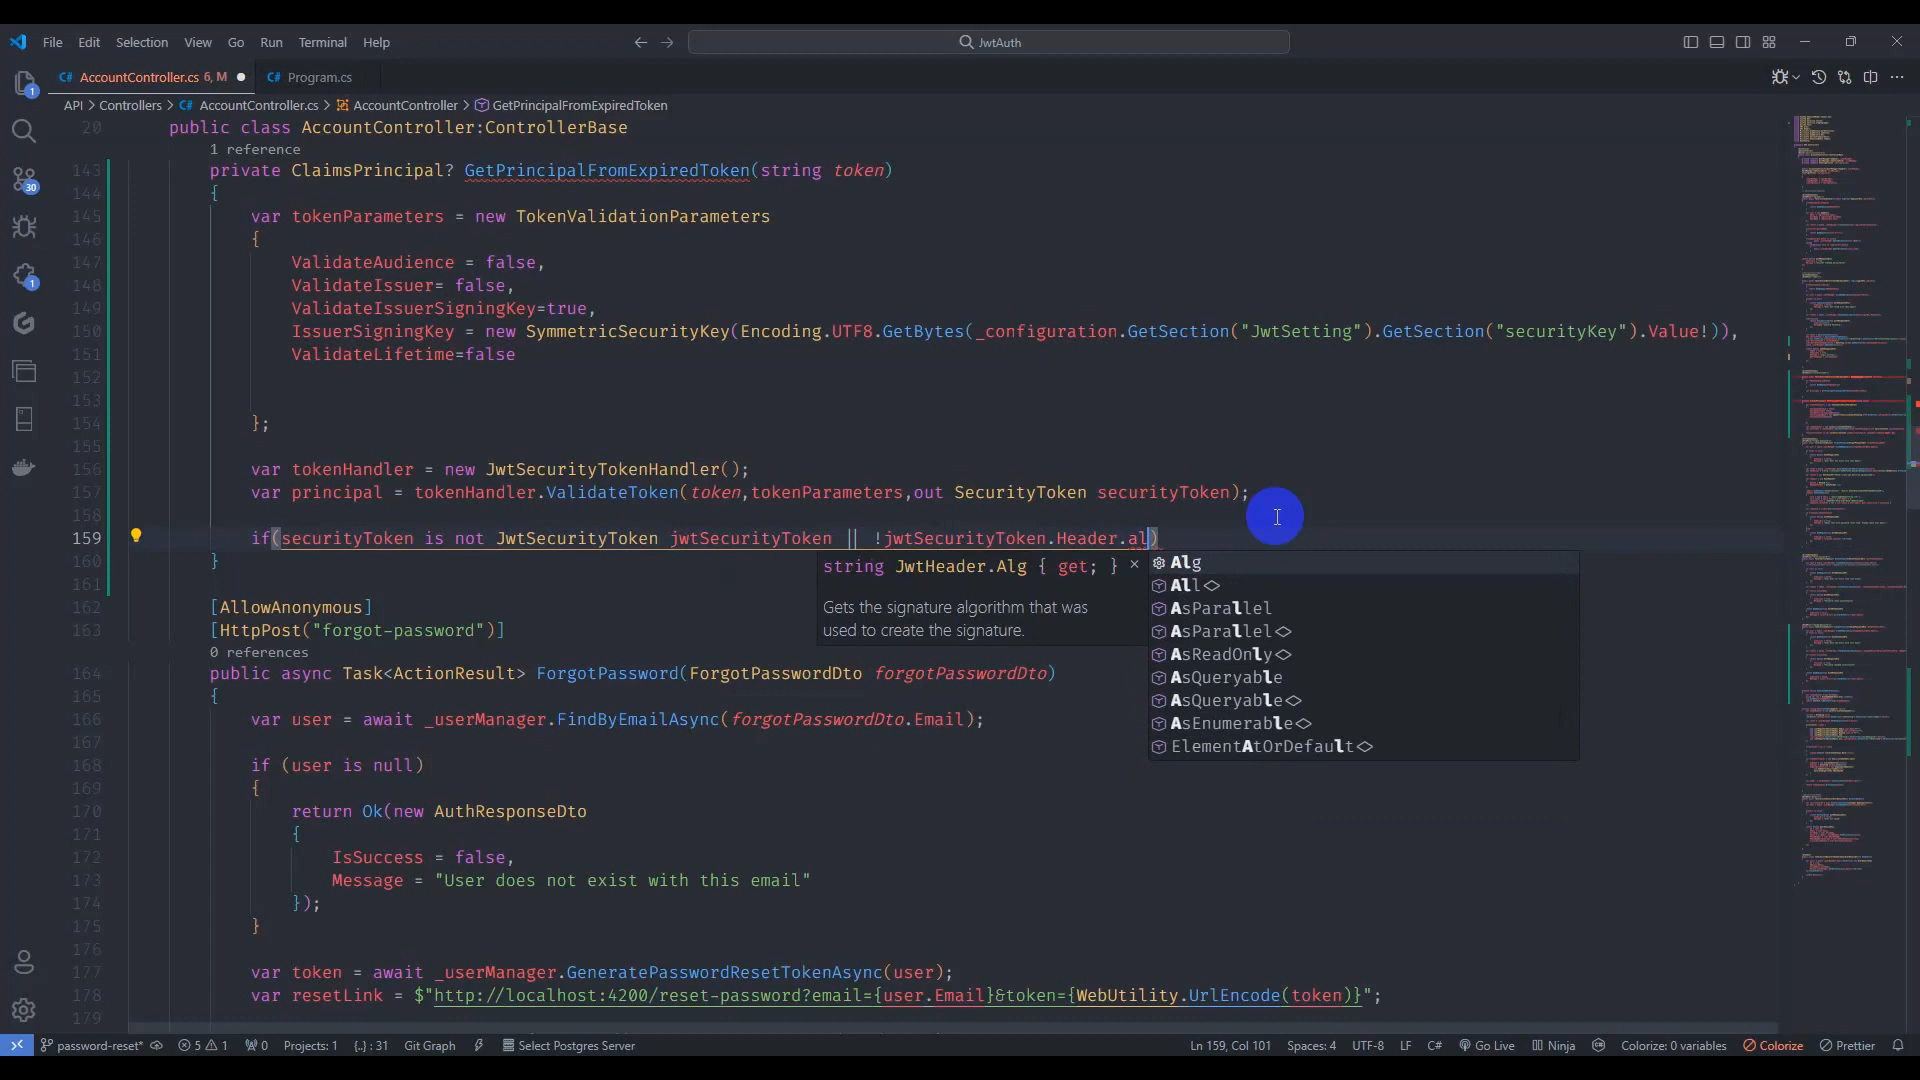 File Edit Selection View Go Run Terminal Help
JwtAuth
AccountController.cs 6, M
Program.cs
API > Controllers > AccountController.cs > AccountController > GetPrincipalFromExpiredToken
20 public class AccountController:ControllerBase
1 reference
143 private ClaimsPrincipal? GetPrincipalFromExpiredToken(string token)
144 {
145 var tokenParameters = new TokenValidationParameters
146 {
147 ValidateAudience = false,
148 ValidateIssuer= false,
149 ValidateIssuerSigningKey=true,
150 IssuerSigningKey = new SymmetricSecurityKey(Encoding.UTF8.GetBytes(_configuration.GetSection("JwtSetting").GetSection("securityKey").Value!)),
151 ValidateLifetime=false
152
153
154 };
155
156 var tokenHandler = new JwtSecurityTokenHandler();
157 var principal = tokenHandler.ValidateToken(token,tokenParameters,out SecurityToken securityToken);
158
159 if(securityToken is not JwtSecurityToken jwtSecurityToken || !jwtSecurityToken.Header.al)
160 }
161
string JwtHeader.Alg { get; } ×
Gets the signature algorithm that was
used to create the signature.
Alg
All<>
AsParallel
AsParallel<>
AsReadOnly<>
AsQueryable
AsQueryable<>
AsEnumerable<>
ElementAtOrDefault<>
162 [AllowAnonymous]
163 [HttpPost("forgot-password")]
0 references
164 public async Task<ActionResult> ForgotPassword(ForgotPasswordDto forgotPasswordDto)
165 {
166 var user = await _userManager.FindByEmailAsync(forgotPasswordDto.Email);
167
168 if (user is null)
169 {
170 return Ok(new AuthResponseDto
171 {
172 IsSuccess = false,
173 Message = "User does not exist with this email"
174 });
175 }
176
177 var token = await _userManager.GeneratePasswordResetTokenAsync(user);
178 var resetLink = $"http://localhost:4200/reset-password?email={user.Email}&token={WebUtility.UrlEncode(token)}";
179
1
30
1
password-reset* 5 1 0 Projects: 1 {..} : 31 Git Graph Select Postgres Server Ln 159, Col 101 Spaces: 4 UTF-8 LF C# Go Live Ninja Colorize: 0 variables Colorize Prettier